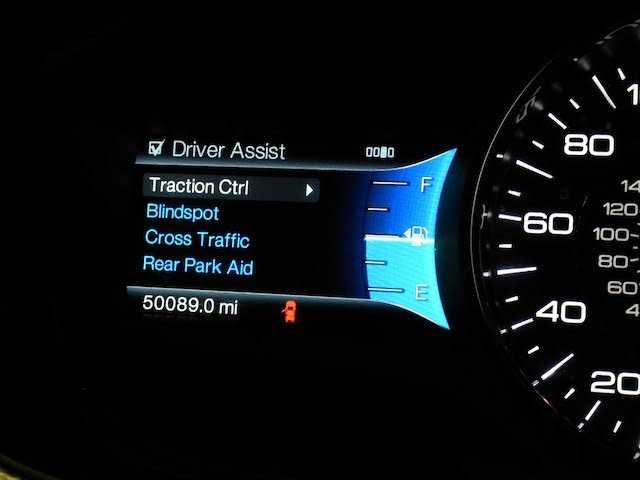 Driver Assist
Traction Ctrl
Blindspot
Cross Traffic
Rear Park Aid
50089.0 mi
F
E
80
60
40
20
120
100
80
60